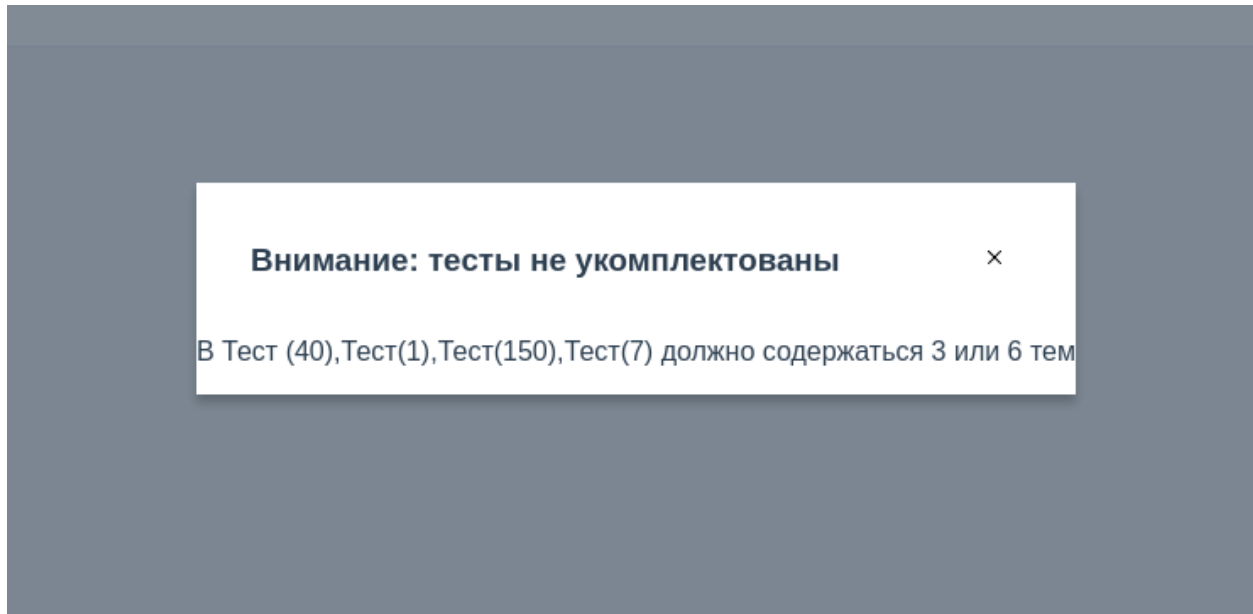 Внимание: тесты не укомплектованы
В Тест (40),Тест(1),Тест(150),Тест(7) должно содержаться 3 или 6 тем